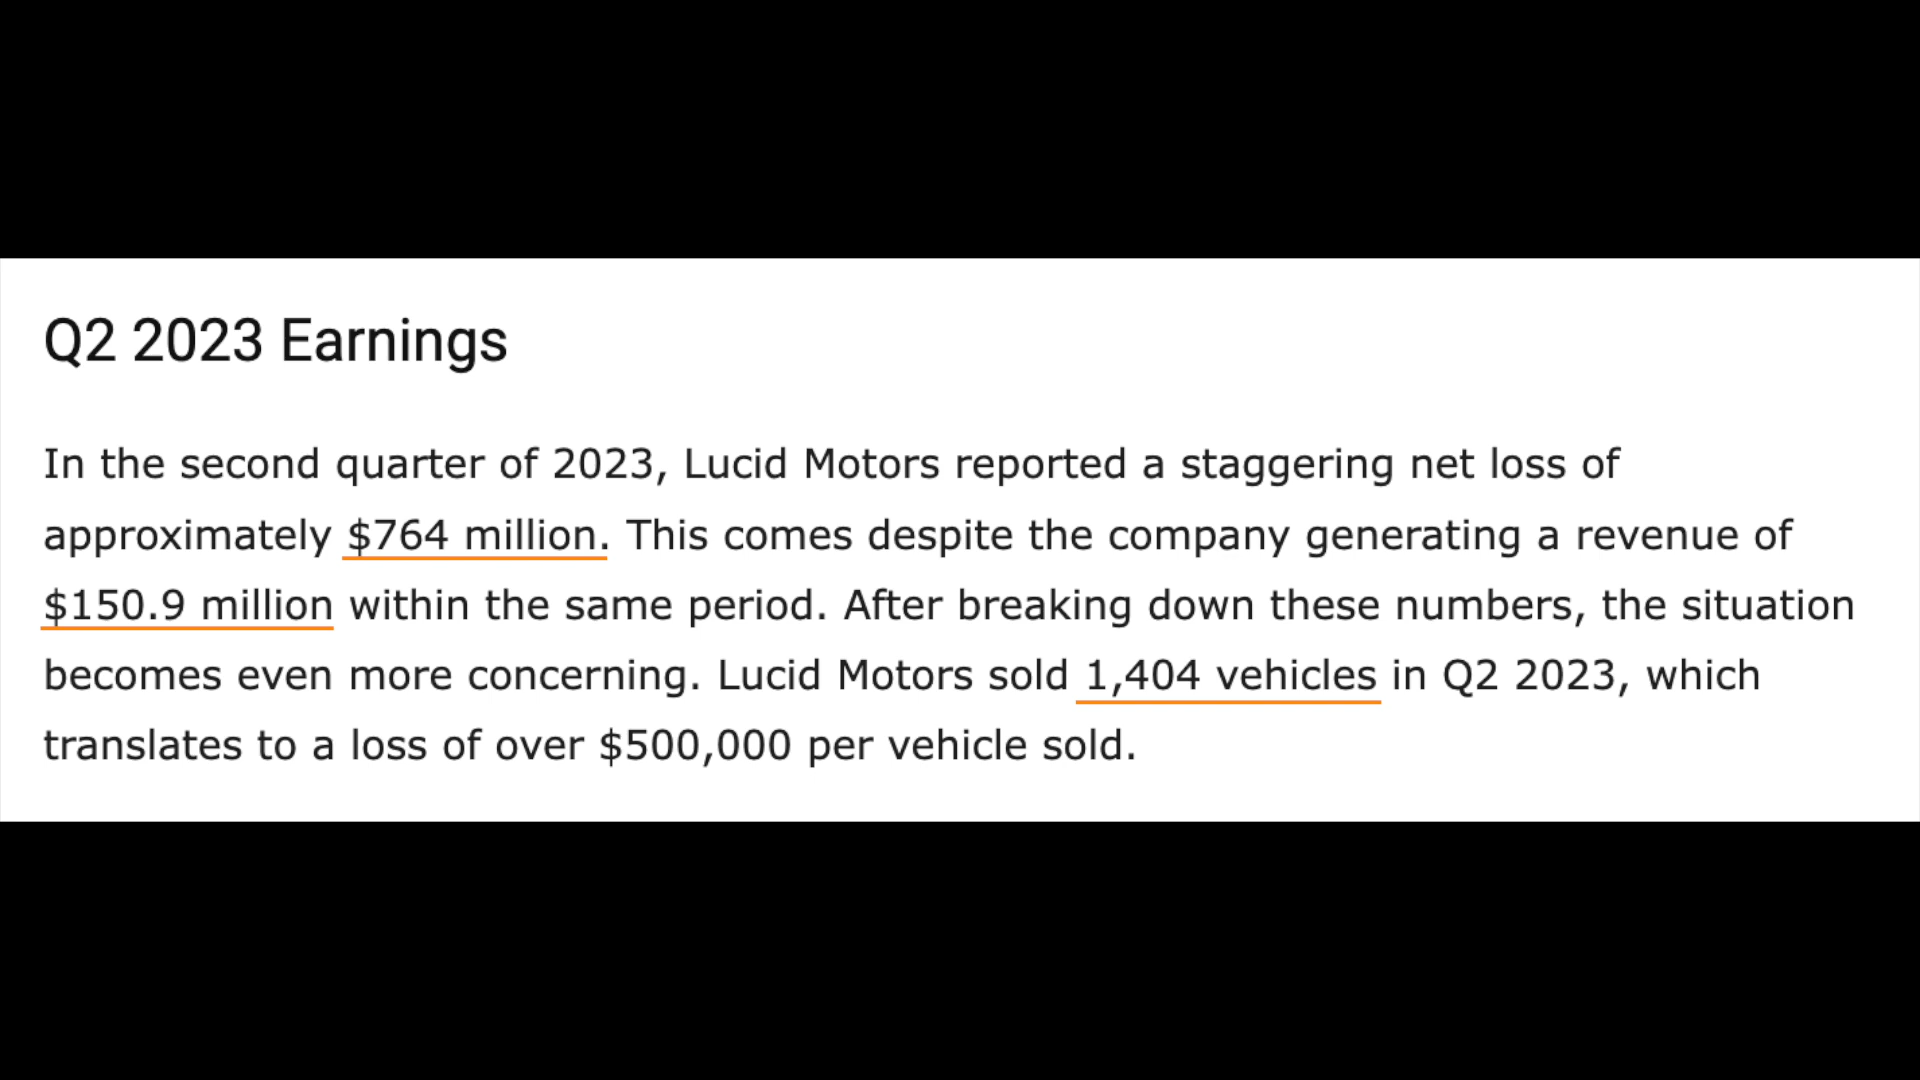 Q2 2023 Earnings
In the second quarter of 2023, Lucid Motors reported a staggering net loss of
approximately $764 million. This comes despite the company generating a revenue of
$150.9 million within the same period. After breaking down these numbers, the situation
becomes even more concerning. Lucid Motors sold 1,404 vehicles in Q2 2023, which
translates to a loss of over $500,000 per vehicle sold.